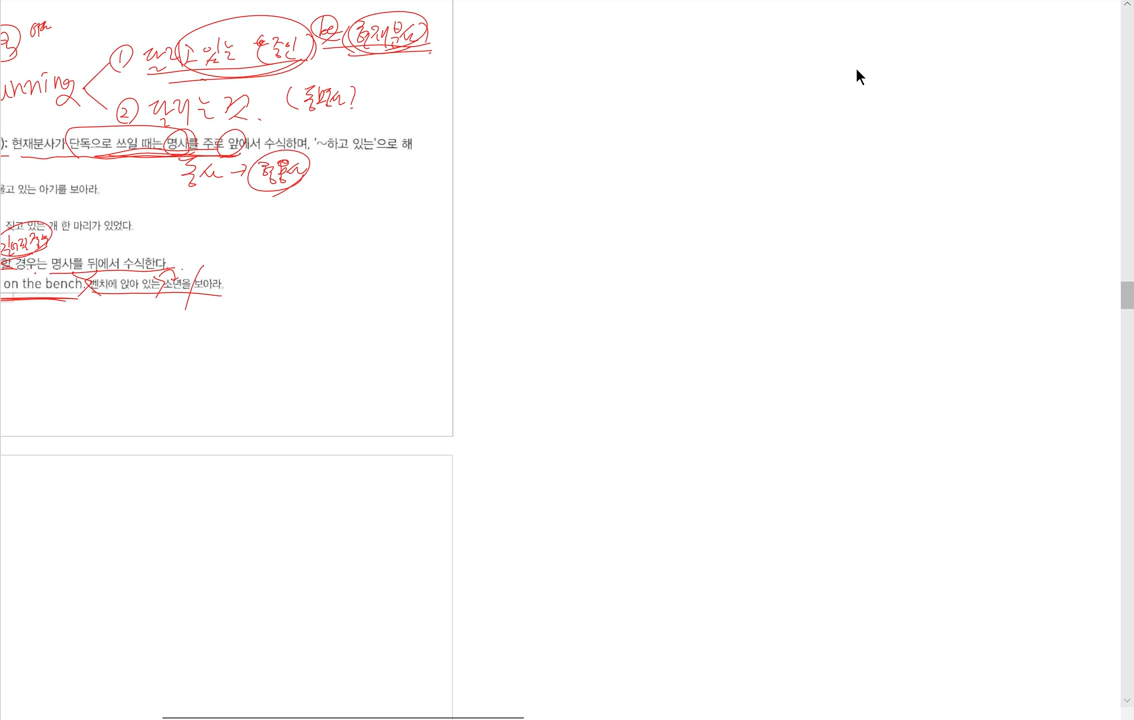 ① 달리고 있는 (~중인) be 현재분사
unning
② 달리는 것. (동명사)
): 현재분사가 단독으로 쓰일 때는 명사를 주로 앞에서 수식하며, '~하고 있는'으로 해
동사 → 형용사
울고 있는 아기를 보아라.
짖고 있는 개 한 마리가 있었다.
할 경우는 명사를 뒤에서 수식한다.
on the bench. 벤치에 앉아 있는 소년을 보아라.